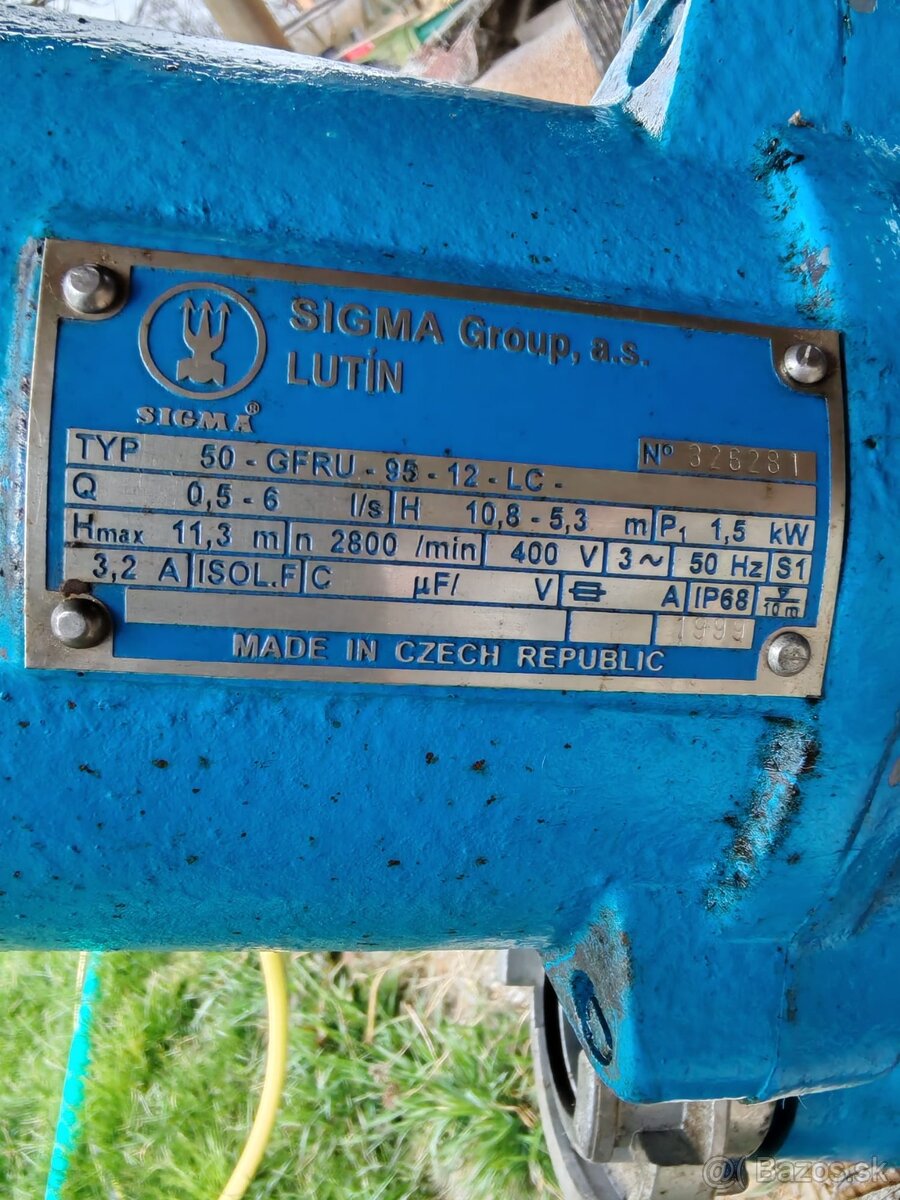 SIGMA Group, a.s.
LUTÍN
SIGMA®
TYP 50 - GFRU - 95 - 12 - LC - Nº 326281
Q 0,5 - 6 l/s H 10,8 - 5,3 m P1 1,5 kW
Hmax 11,3 m n 2800 /min 400 V 3~ 50 Hz S1
3,2 A ISOL.F C µF/ V A IP68 10 m
1999
MADE IN CZECH REPUBLIC
@ Bazos.sk